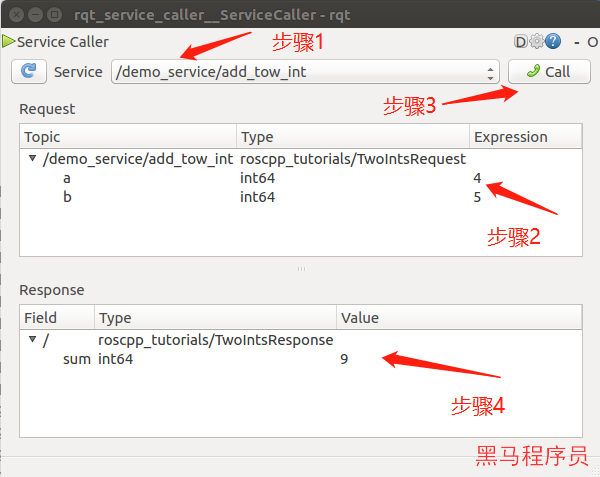 rqt_service_caller__ServiceCaller - rqt
Service Caller
D
?
- O
步骤1
Service
/demo_service/add_tow_int
Call
步骤3
Request
Topic Type Expression
/demo_service/add_tow_int roscpp_tutorials/TwoIntsRequest
a int64 4
b int64 5
步骤2
Response
Field Type Value
/ roscpp_tutorials/TwoIntsResponse
sum int64 9
步骤4
黑马程序员